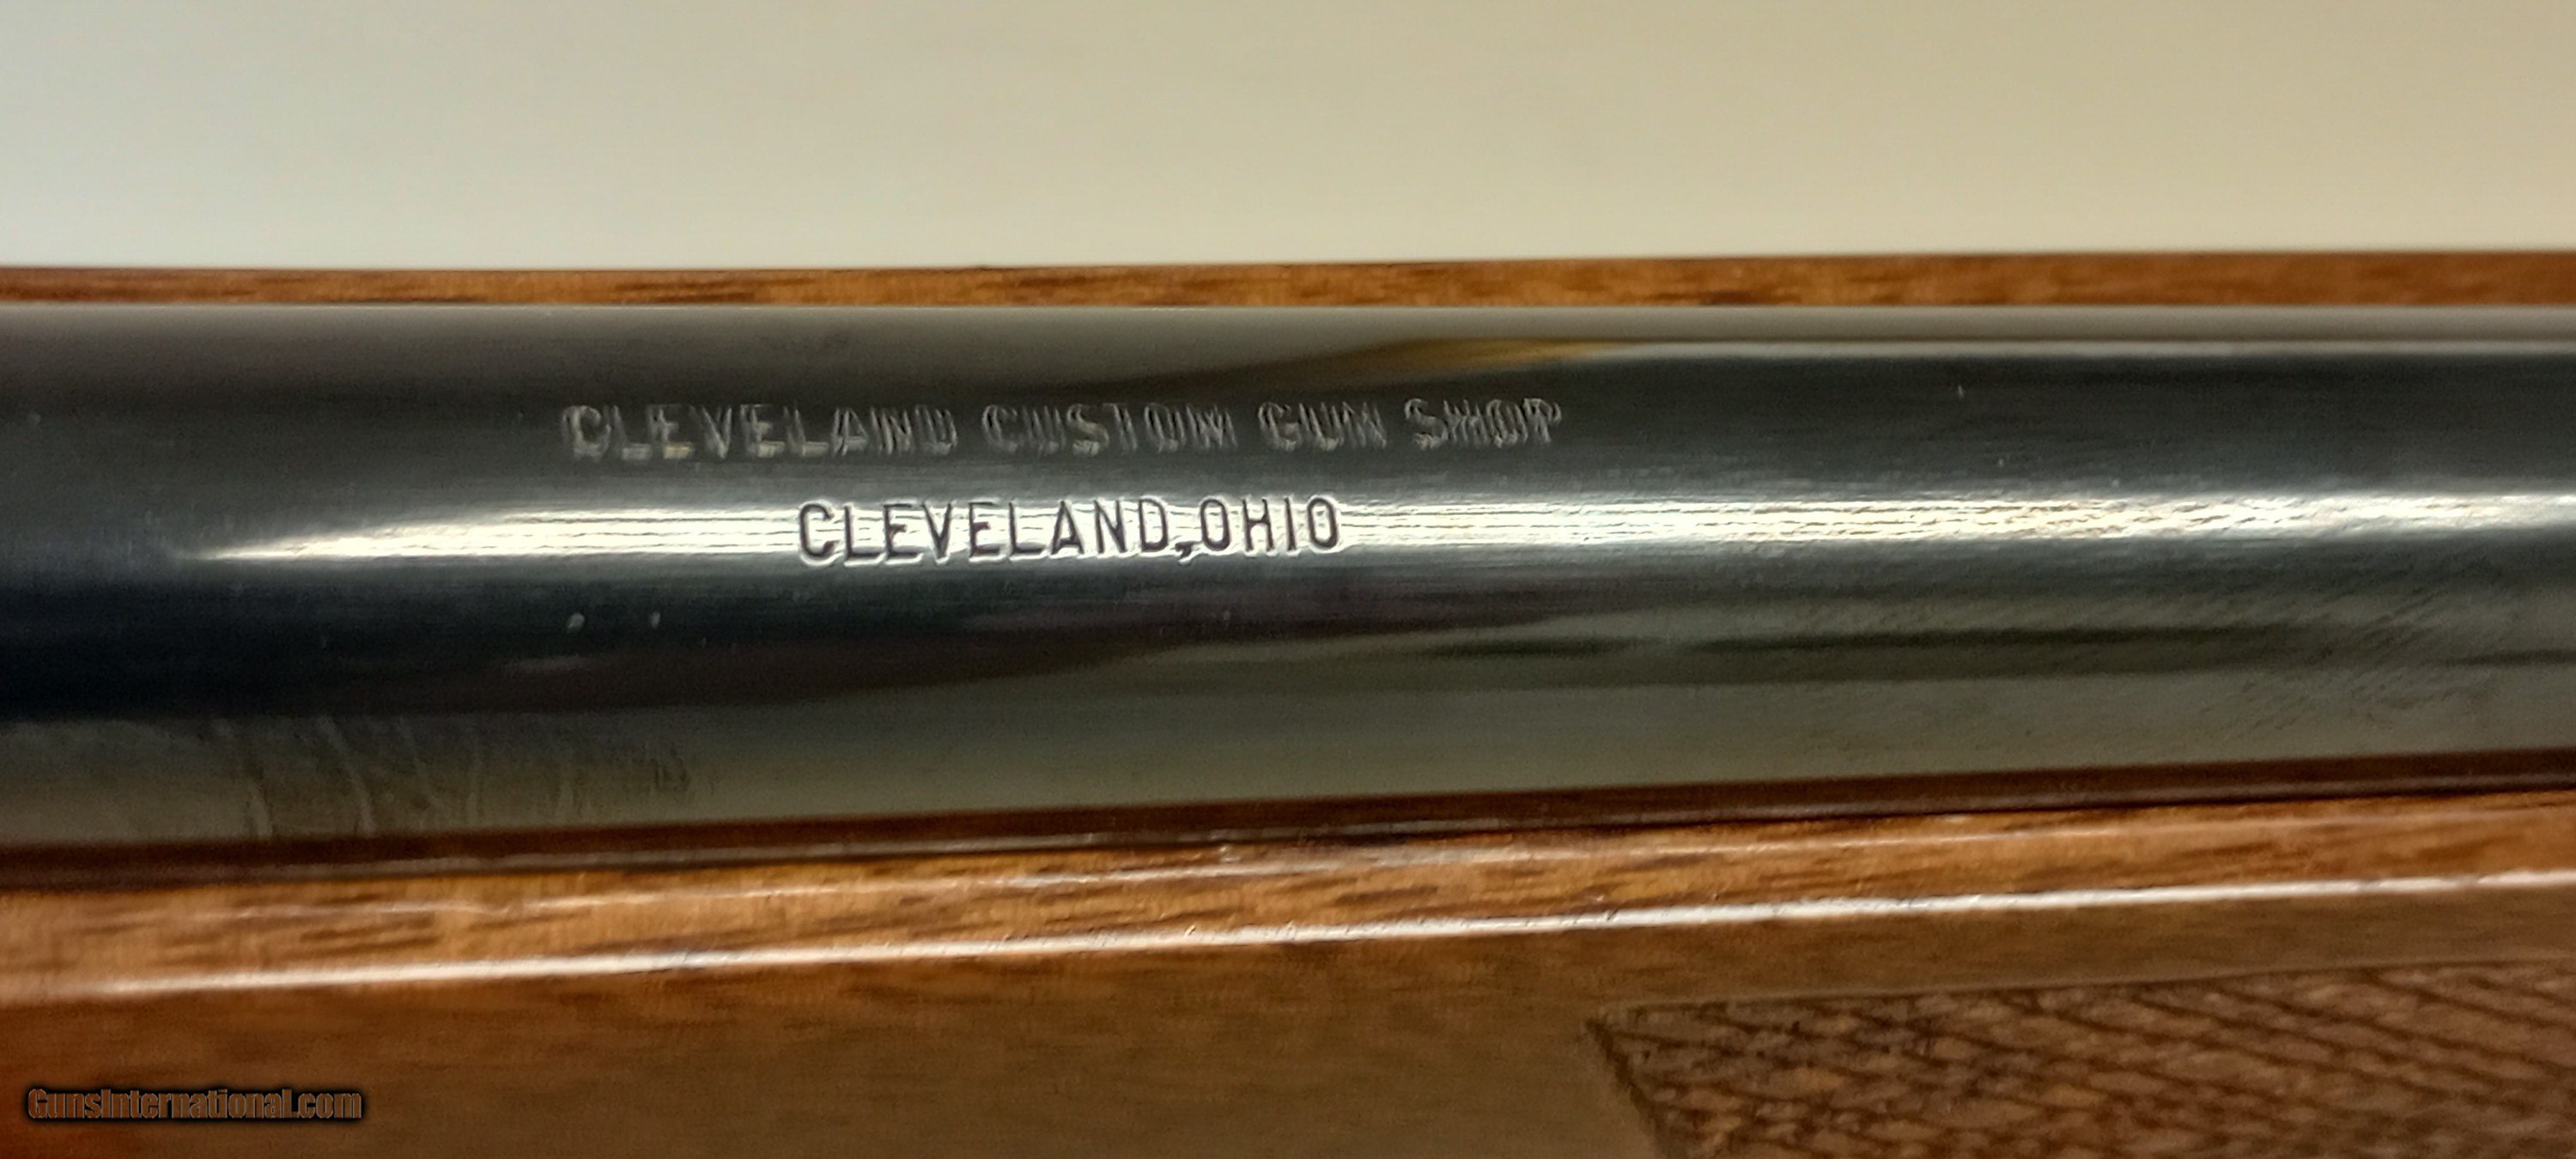 CLEVELAND CUSTOM GUN SHOP
CLEVELAND,OHIO
GunsInternational.com